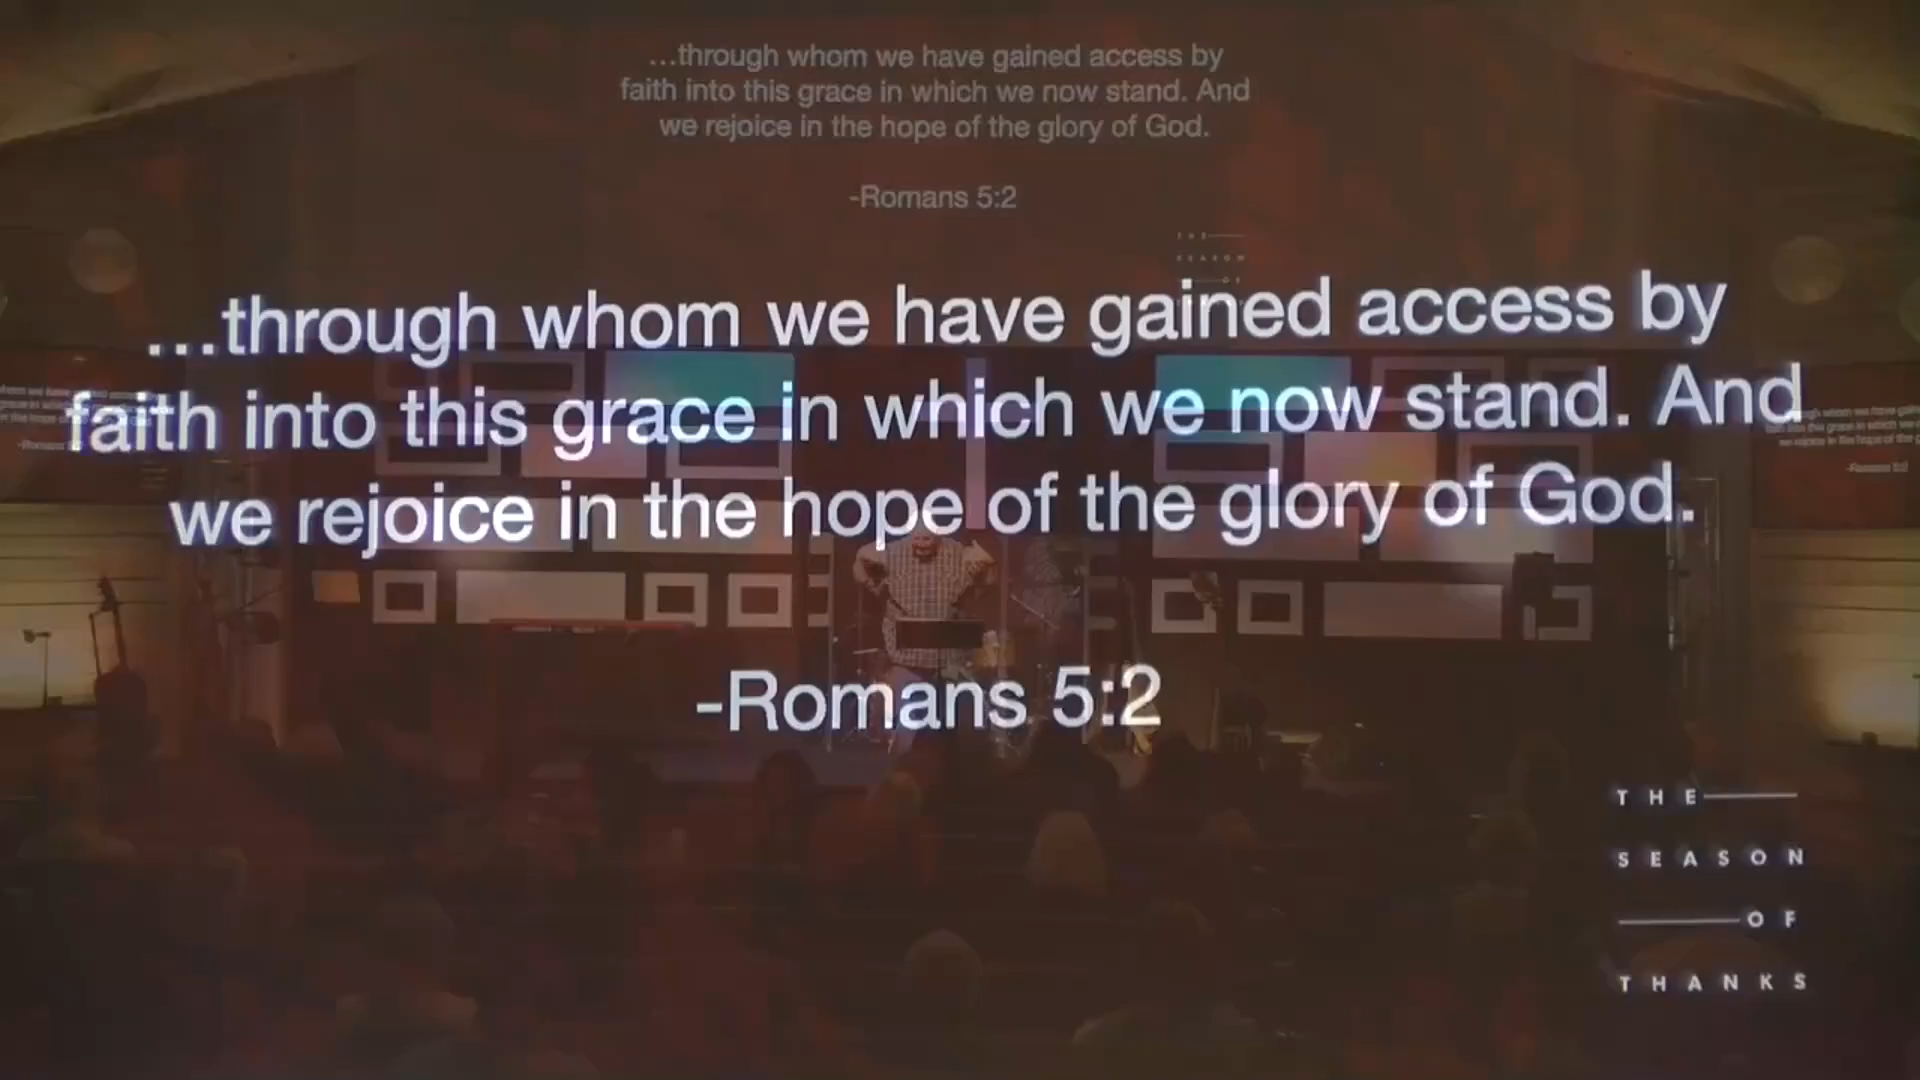 ...through whom we have gained access by
faith into this grace in which we now stand. And
we rejoice in the hope of the glory of God.
-Romans 5:2
THE
SEASON
OF
...through whom we have gained access by
faith into this grace in which we now stand. And
we rejoice in the hope of the glory of God.
-Romans 5:2
THE
SEASON
OF
THANKS